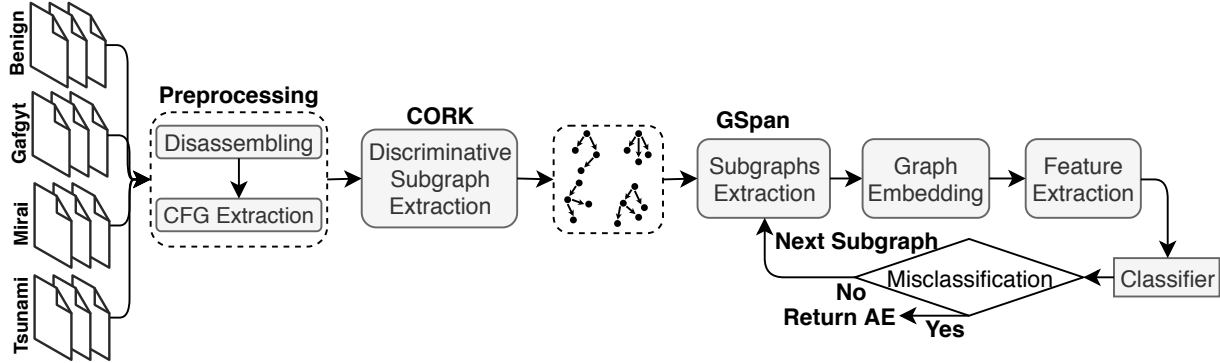 Benign
Gafgyt
Mirai
Tsunami
Preprocessing
Disassembling
CFG Extraction
CORK
Discriminative
Subgraph
Extraction
GSpan
Subgraphs
Extraction
Graph
Embedding
Feature
Extraction
Classifier
Misclassification
Next Subgraph
No
Return AE
Yes